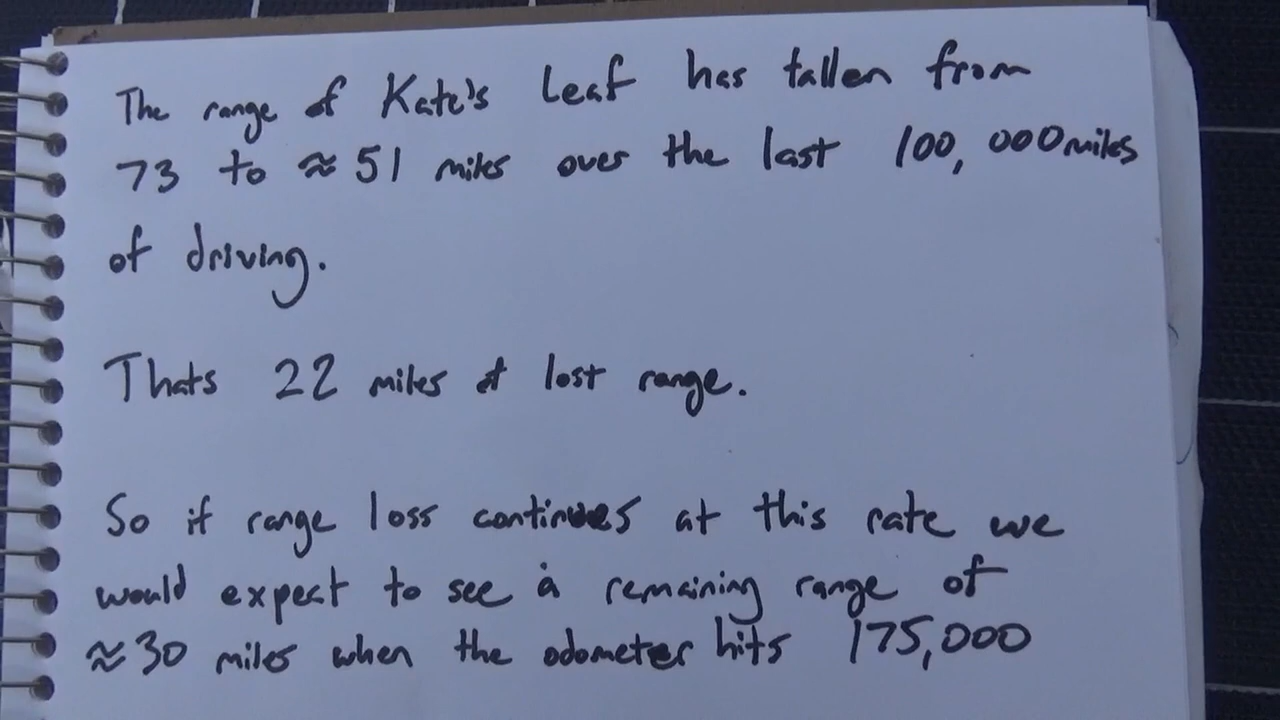 The range of Kate's Leaf has fallen from
73 to ≈ 51 miles over the last 100,000 miles
of driving.
Thats 22 miles of lost range.
So if range loss continues at this rate we
would expect to see a remaining range of
≈30 miles when the odometer hits 175,000